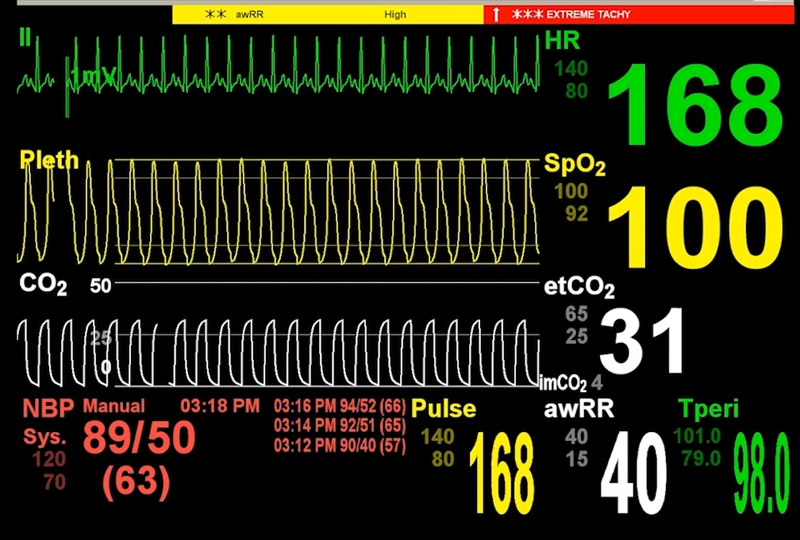 ** awRR High ↑ *** EXTREME TACHY
II
1mV
HR
140
80
168
Pleth
SpO₂
100
92
100
CO₂ 50
25
0
etCO₂
65
25
31
imCO₂ 4
NBP Manual 03:18 PM
Sys.
120
70
89/50
(63)
03:16 PM 94/52 (66)
03:14 PM 92/51 (65)
03:12 PM 90/40 (57)
Pulse
140
80
168
awRR
40
15
40
Tperi
101.0
79.0
98.0